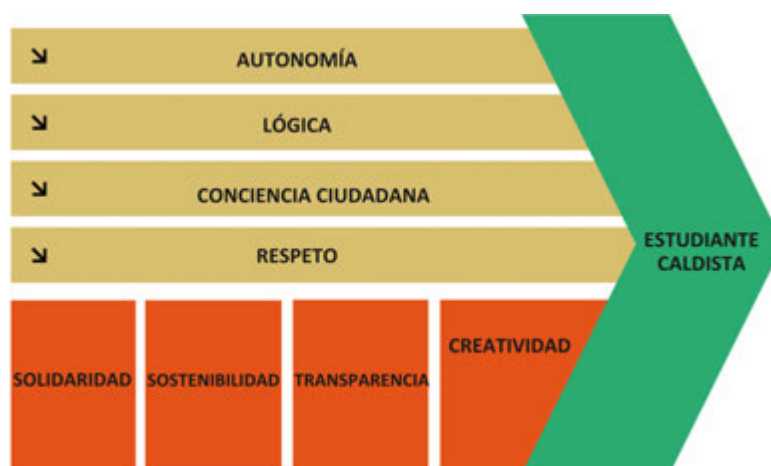 AUTONOMÍA
LÓGICA
CONCIENCIA CIUDADANA
RESPETO
ESTUDIANTE
CALDISTA
SOLIDARIDAD
SOSTENIBILIDAD
TRANSPARENCIA
CREATIVIDAD